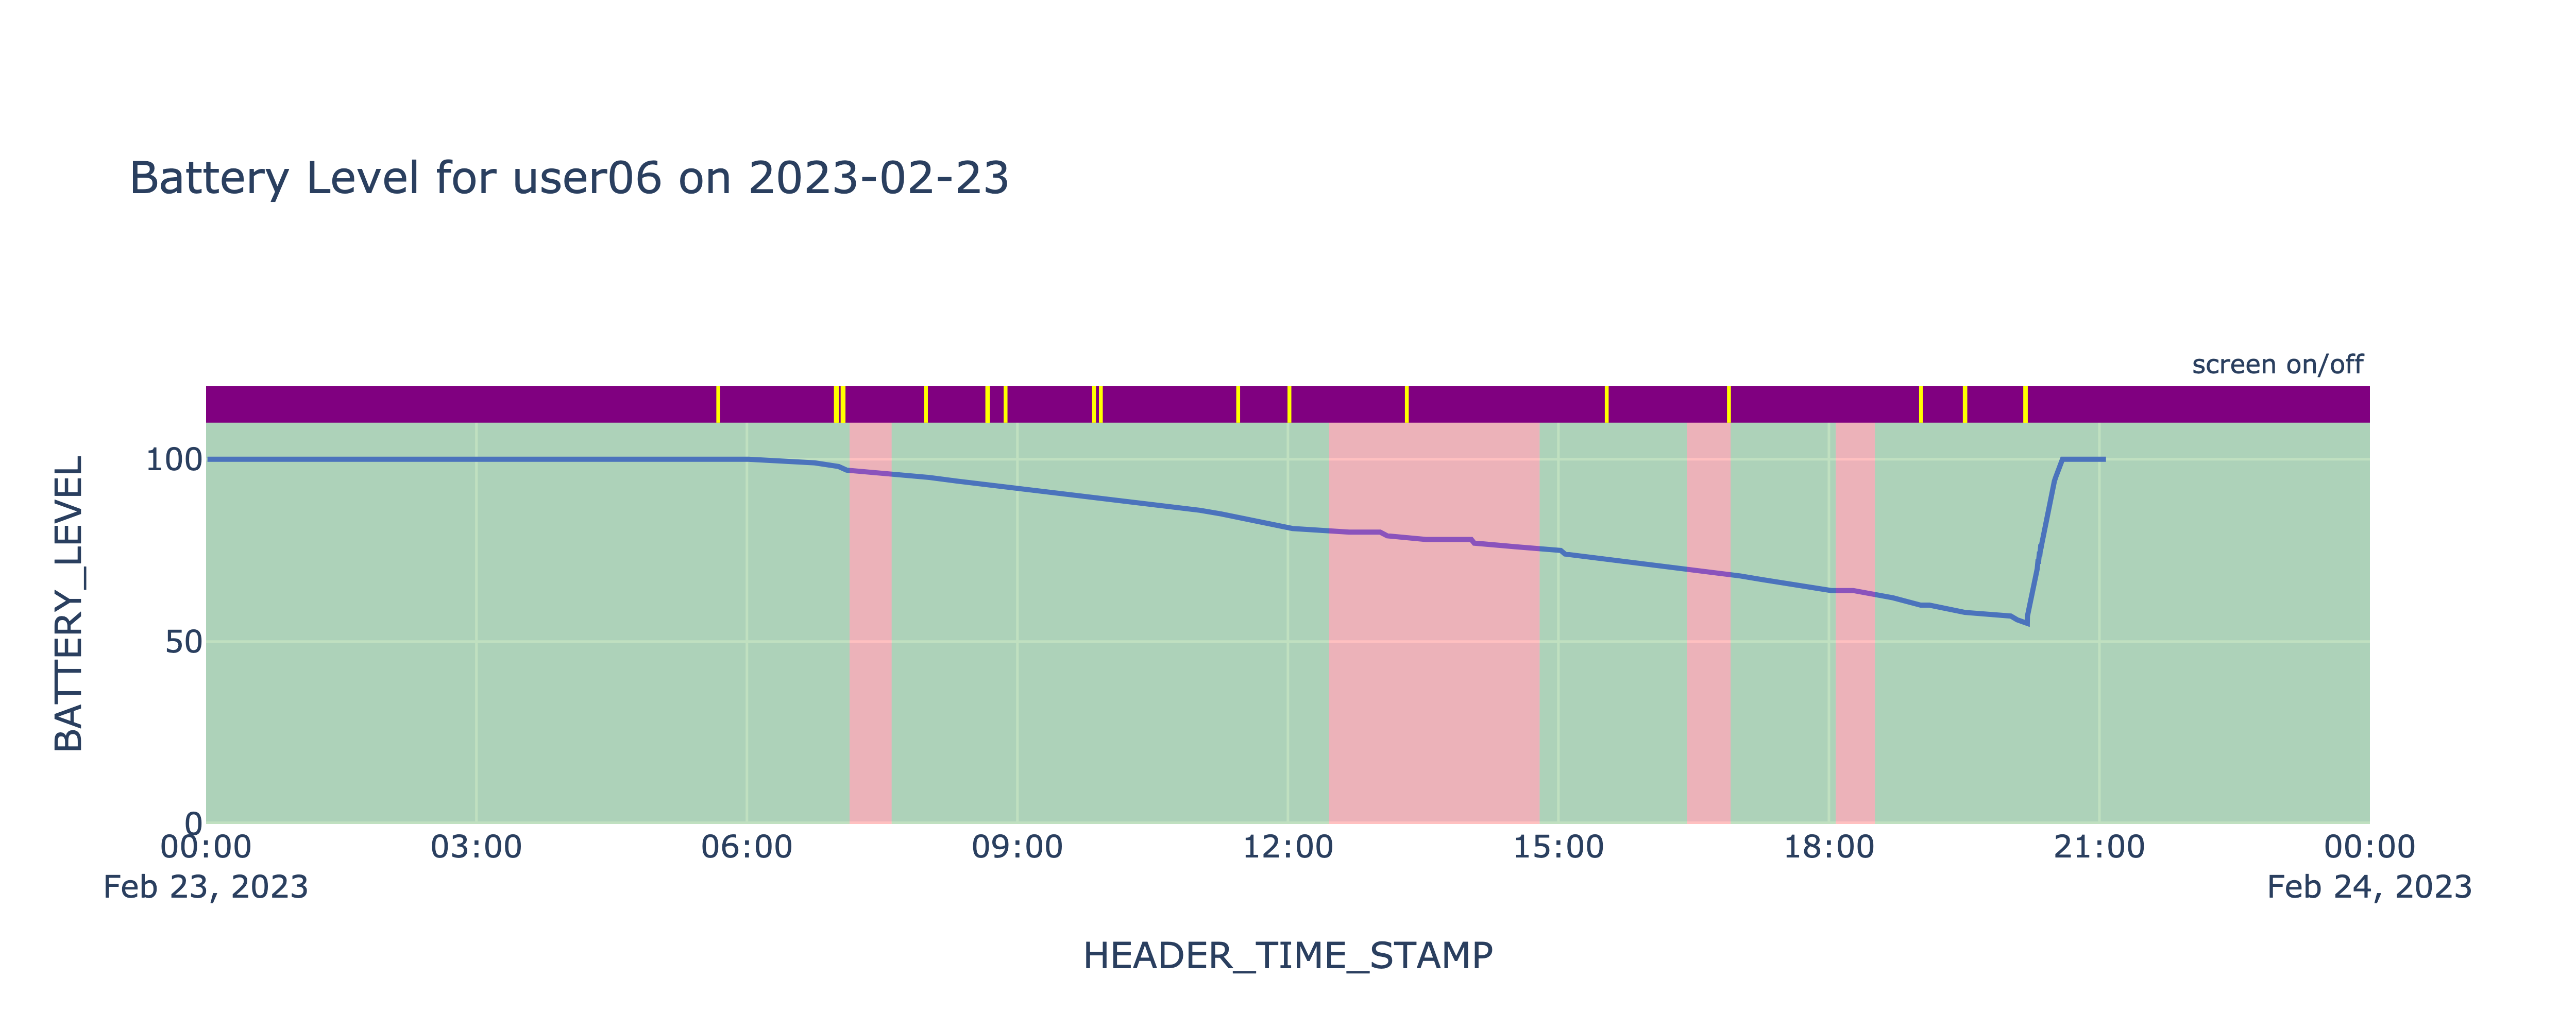 Battery Level for user06 on 2023-02-23
screen on/off
BATTERY_LEVEL
100
50
0
00:00 03:00 06:00 09:00 12:00 15:00 18:00 21:00 00:00
Feb 23, 2023 Feb 24, 2023
HEADER_TIME_STAMP